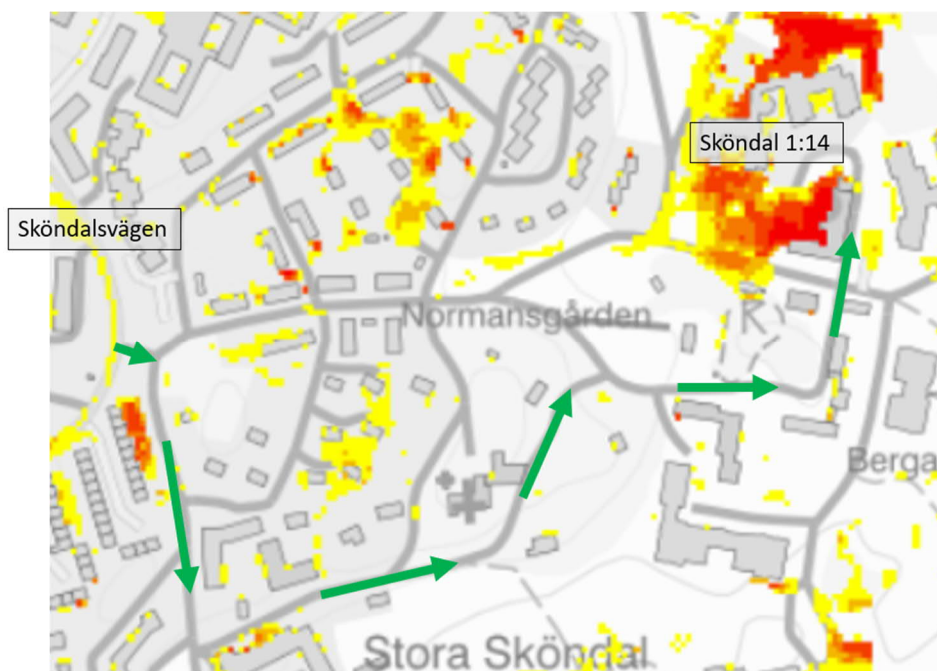 Sköndal 1:14
Sköndalsvägen
Normansgården
K
Berga
Stora Sköndal